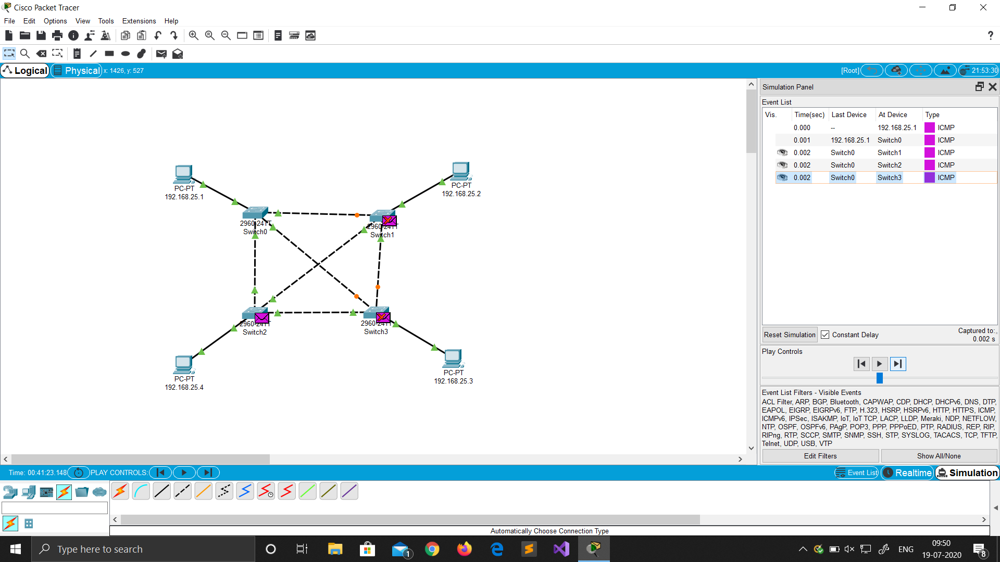 Cisco Packet Tracer
File Edit Options View Tools Extensions Help
Logical Physical x: 1426, y: 527 [Root] 21:53:30
Simulation Panel
Event List
Vis. Time(sec) Last Device At Device Type
0.000 -- 192.168.25.1 ICMP
0.001 192.168.25.1 Switch0 ICMP
0.002 Switch0 Switch1 ICMP
0.002 Switch0 Switch2 ICMP
0.002 Switch0 Switch3 ICMP
PC-PT
192.168.25.1
PC-PT
192.168.25.2
2960-24TT
Switch0
2960-24TT
Switch1
2960-24TT
Switch2
2960-24TT
Switch3
PC-PT
192.168.25.4
PC-PT
192.168.25.3
Reset Simulation Constant Delay Captured to:
0.002 s
Play Controls
Event List Filters - Visible Events
ACL Filter, ARP, BGP, Bluetooth, CAPWAP, CDP, DHCP, DHCPv6, DNS, DTP,
EAPOL, EIGRP, EIGRPv6, FTP, H.323, HSRP, HSRPv6, HTTP, HTTPS, ICMP,
ICMPv6, IPSec, ISAKMP, IoT, IoT TCP, LACP, LLDP, Meraki, NDP, NETFLOW,
NTP, OSPF, OSPFv6, PAgP, POP3, PPP, PPPoED, PTP, RADIUS, REP, RIP,
RIPng, RTP, SCCP, SMTP, SNMP, SSH, STP, SYSLOG, TACACS, TCP, TFTP,
Telnet, UDP, USB, VTP
Edit Filters Show All/None
Time: 00:41:23.148 PLAY CONTROLS: Event List Realtime Simulation
Automatically Choose Connection Type
Type here to search
1
ENG
09:50
19-07-2020
8